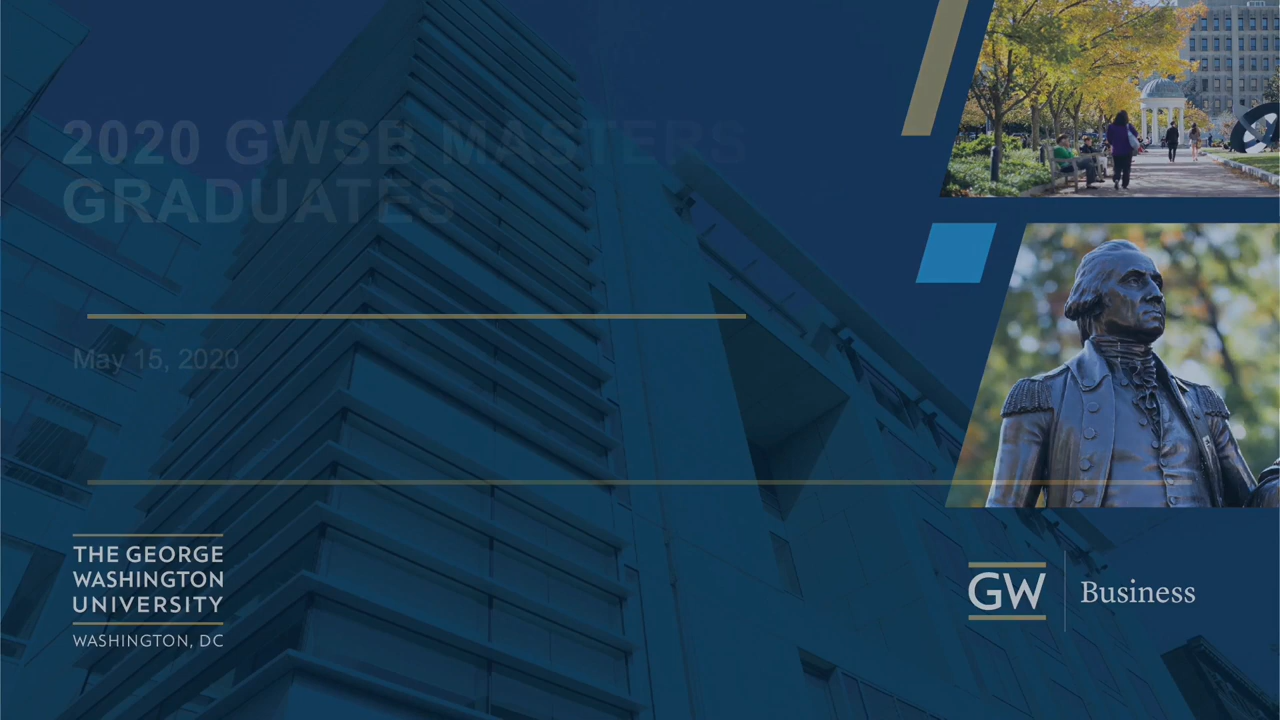 2020 GWSB MASTERS
GRADUATES
May 15, 2020
THE GEORGE
WASHINGTON
UNIVERSITY
WASHINGTON, DC
GW Business